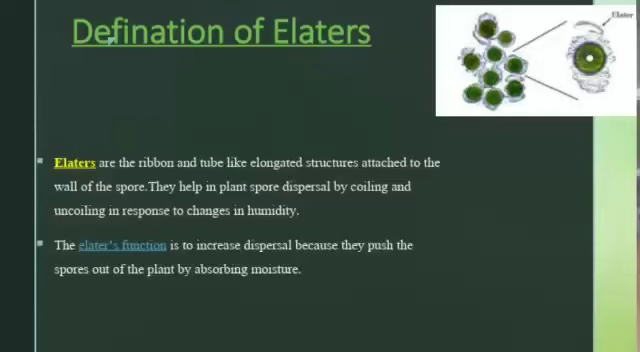 Defination of Elaters
Elater
Elaters are the ribbon and tube like elongated structures attached to the
wall of the spore.They help in plant spore dispersal by coiling and
uncoiling in response to changes in humidity.
The elater's function is to increase dispersal because they push the
spores out of the plant by absorbing moisture.